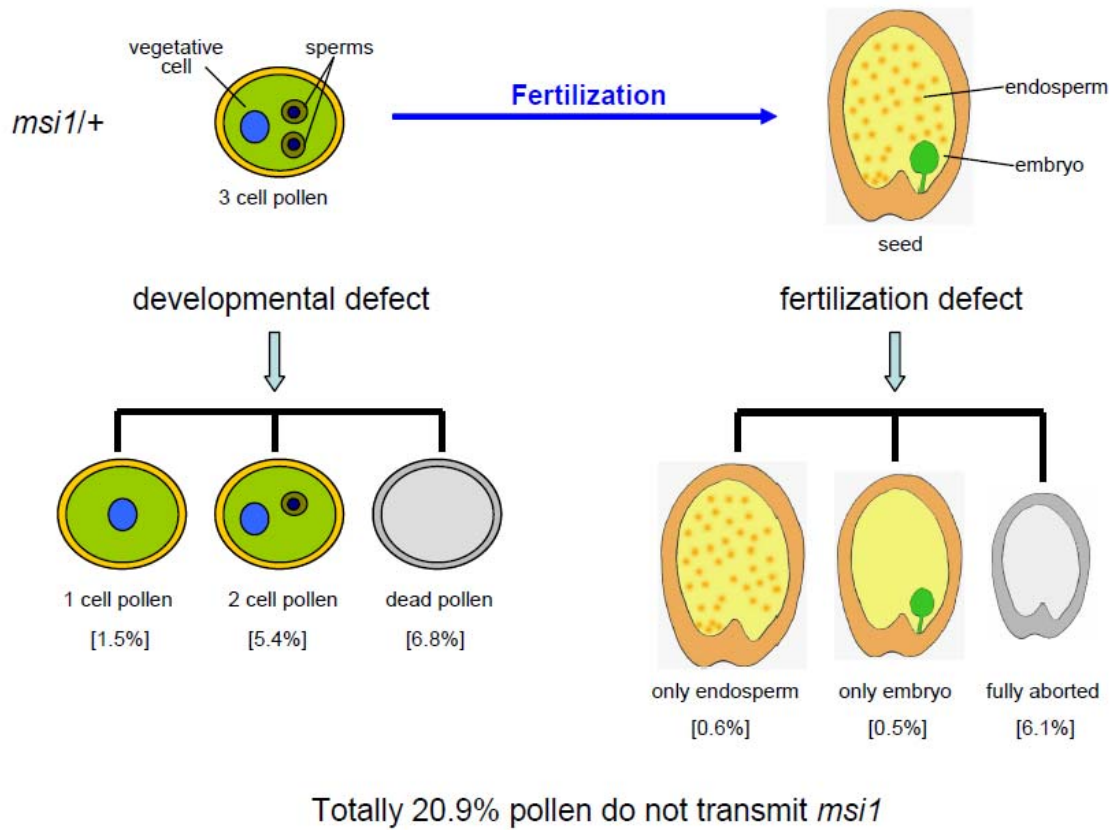 vegetative
cell
sperms
msi1/+
3 cell pollen
Fertilization
endosperm
embryo
seed
developmental defect
fertilization defect
1 cell pollen
2 cell pollen
dead pollen
[1.5%]
[5.4%]
[6.8%]
only endosperm
only embryo
fully aborted
[0.6%]
[0.5%]
[6.1%]
Totally 20.9% pollen do not transmit msi1